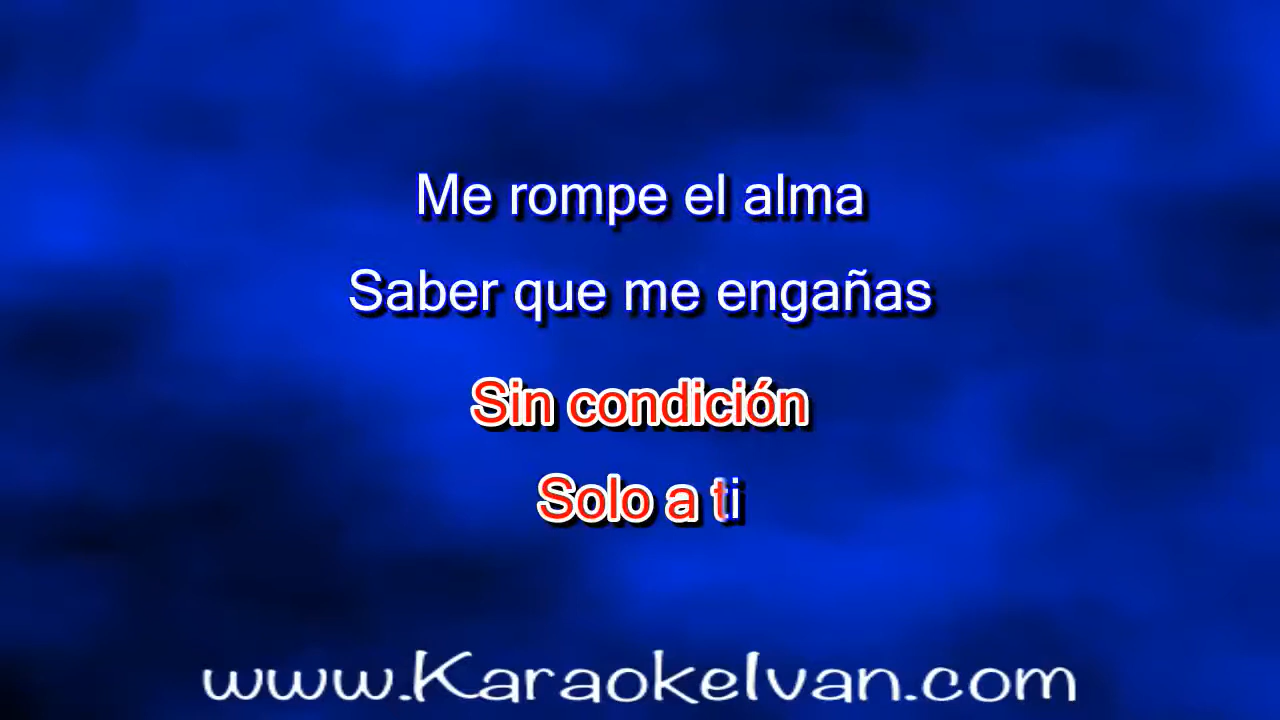 Me rompe el alma
Saber que me engañas
Sin condición
Solo a ti
www.KaraokeIvan.com